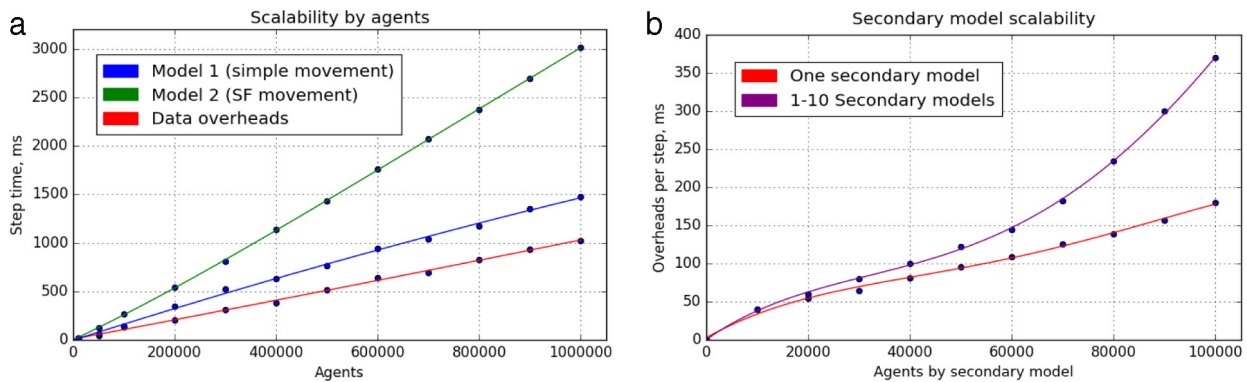 a
Scalability by agents
Step time, ms
3000
2500
2000
1500
1000
500
0
Model 1 (simple movement)
Model 2 (SF movement)
Data overheads
0 200000 400000 600000 800000 1000000
Agents
b
Secondary model scalability
Overheads per step, ms
400
350
300
250
200
150
100
50
0
One secondary model
1-10 Secondary models
0 20000 40000 60000 80000 100000
Agents by secondary model